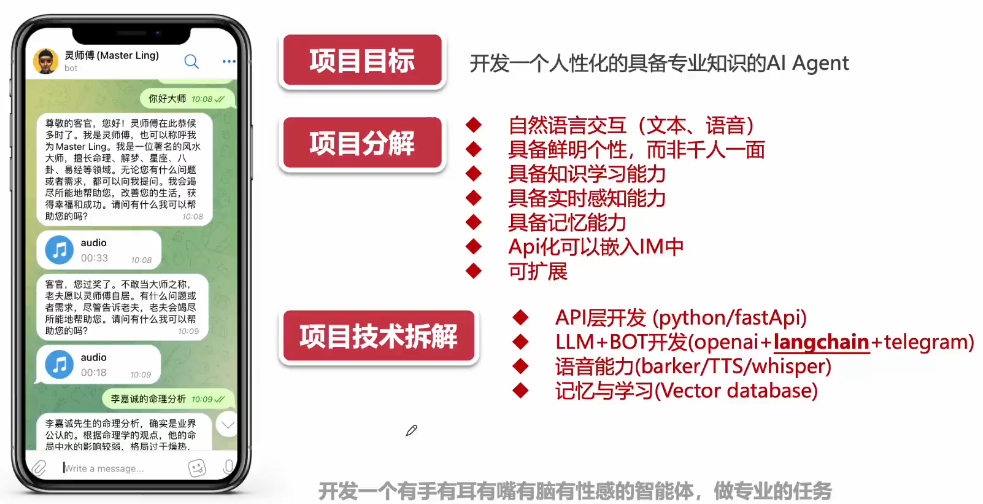 灵师傅 (Master Ling)
bot
你好大师 10:08
尊敬的客官，您好！灵师傅在此恭候
多时了。我是灵师傅，也可以称呼我
为 Master Ling。我是一位著名的风水
大师，擅长命理、解梦、星座、八
卦、易经等领域。无论您有什么问题
或者需求，都可以向我提问。我会竭
尽所能地帮助您，改善您的生活，获
得幸福和成功。请问有什么我可以帮
助您的吗？ 10:08
audio
00:33 10:08
客官，您过奖了。不敢当大师之称，
老夫愿以灵师傅自居。有什么问题或
者需求，尽管告诉老夫，老夫会竭尽
所能地帮助您。请问有什么我可以帮
助您的吗？ 10:09
audio
00:18 10:09
李嘉诚的命理分析 10:09
李嘉诚先生的命理分析，确实是业界
公认的。根据命理学的观点，他的命
局中水的影响较弱，格局过于燥热，
Write a message...
项目目标
开发一个人性化的具备专业知识的AI Agent
项目分解
自然语言交互（文本、语音）
具备鲜明个性，而非千人一面
具备知识学习能力
具备实时感知能力
具备记忆能力
Api化可以嵌入IM中
可扩展
项目技术拆解
API层开发 (python/fastApi)
LLM+BOT开发(openai+langchain+telegram)
语音能力(barker/TTS/whisper)
记忆与学习(Vector database)
开发一个有手有耳有嘴有脑有性感的智能体，做专业的任务